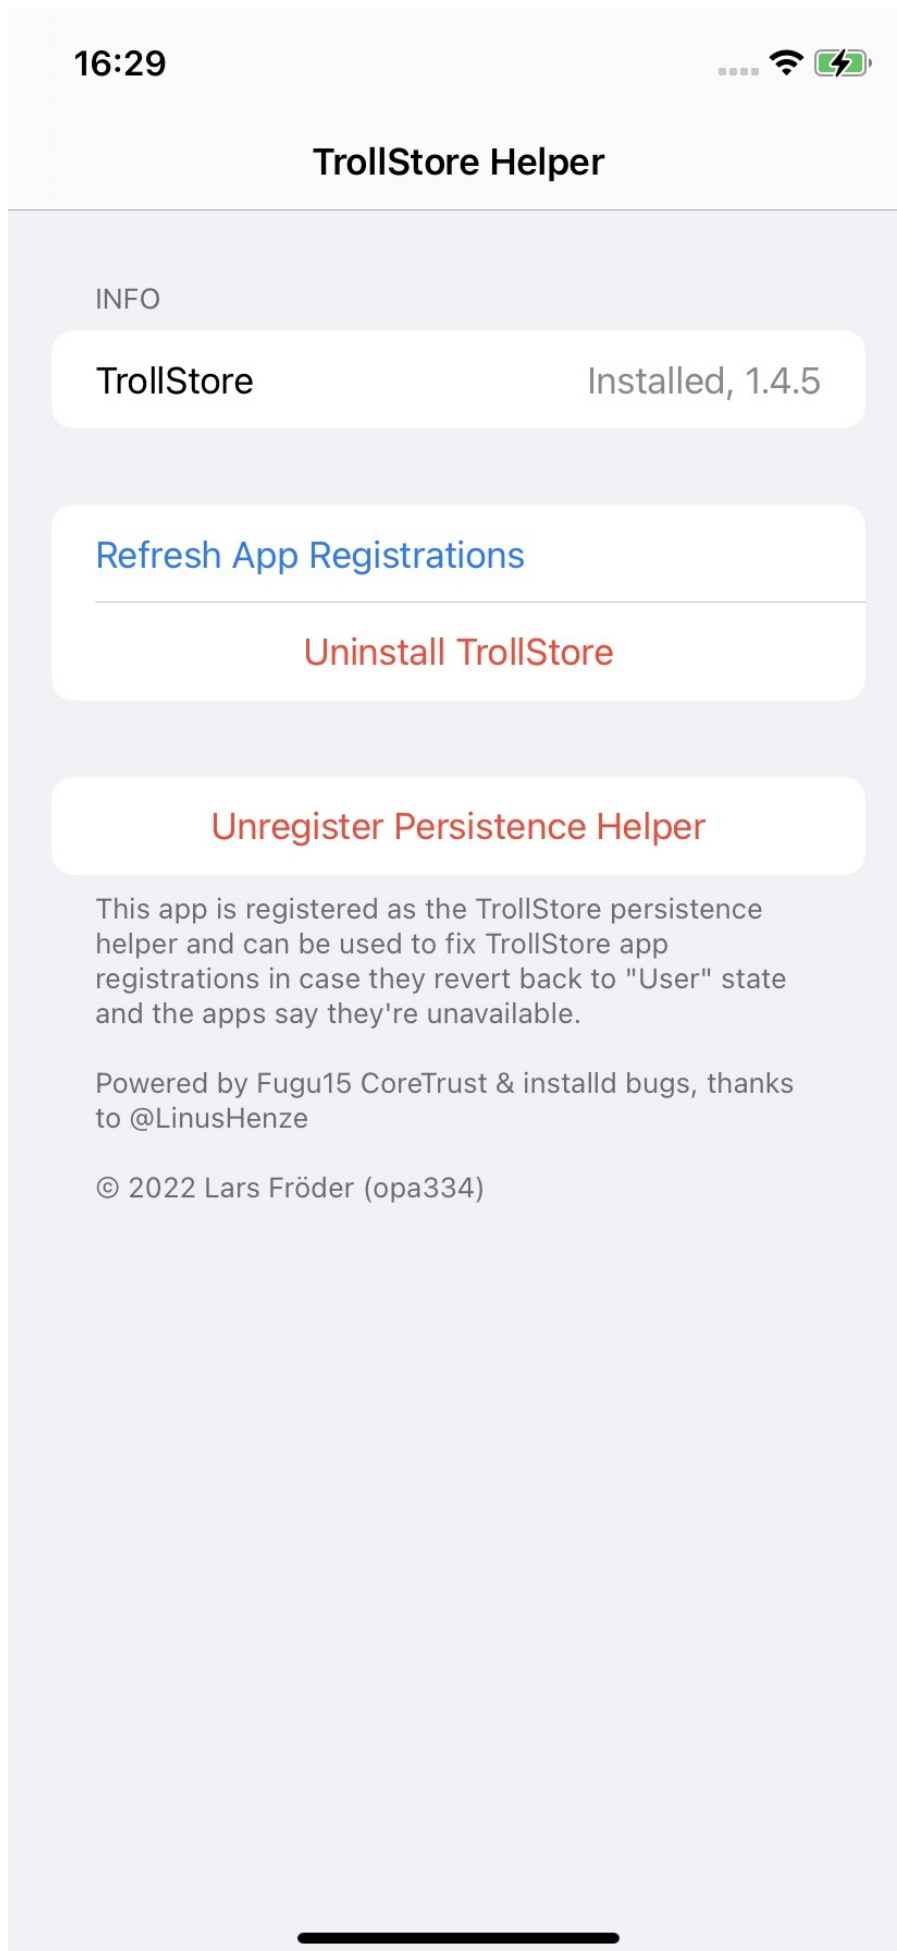 16:29
TrollStore Helper
INFO
TrollStore Installed, 1.4.5
Refresh App Registrations
Uninstall TrollStore
Unregister Persistence Helper
This app is registered as the TrollStore persistence
helper and can be used to fix TrollStore app
registrations in case they revert back to "User" state
and the apps say they're unavailable.
Powered by Fugu15 CoreTrust & installd bugs, thanks
to @LinusHenze
© 2022 Lars Fröder (opa334)